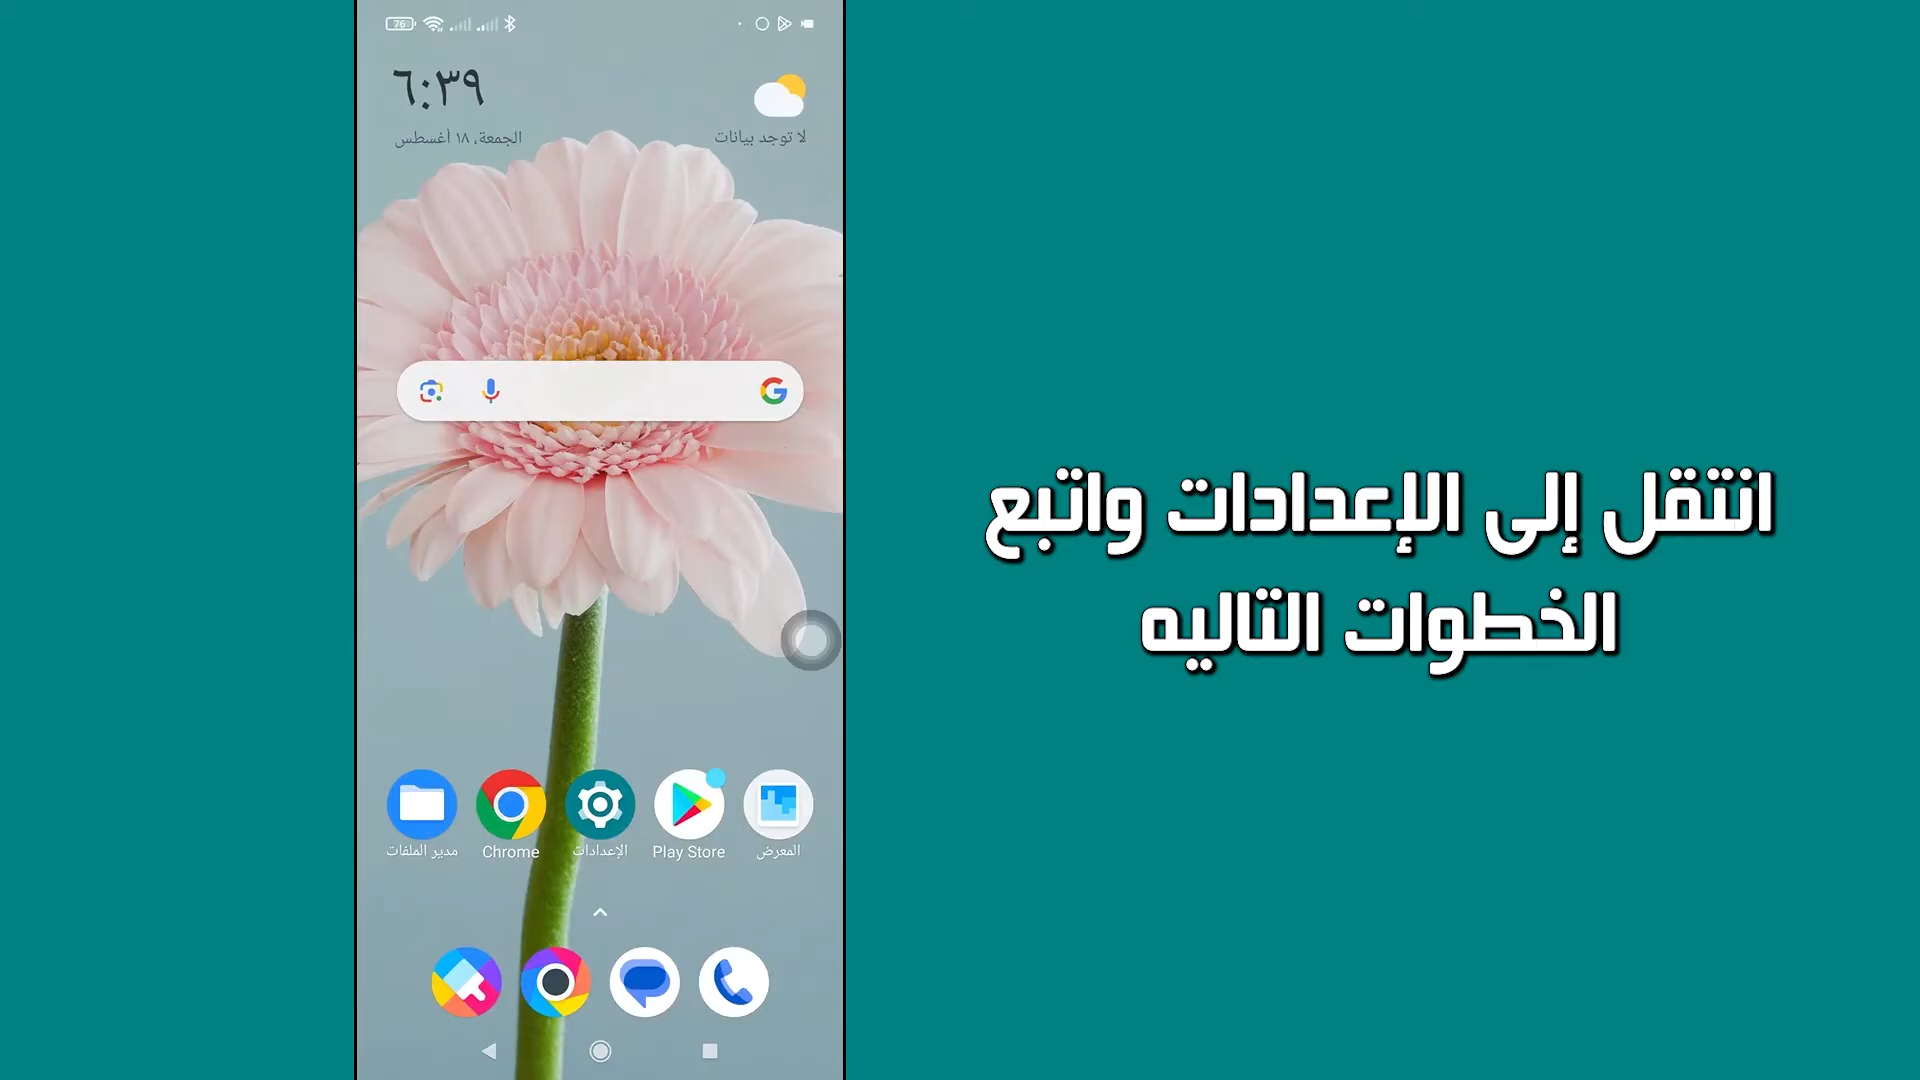 76
٦:٣٩
الجمعة، ١٨ أغسطس
لا توجد بيانات
انتقل إلى الإعدادات واتبع
الخطوات التاليه
المعرض
Play Store
الإعدادات
Chrome
مدير الملفات